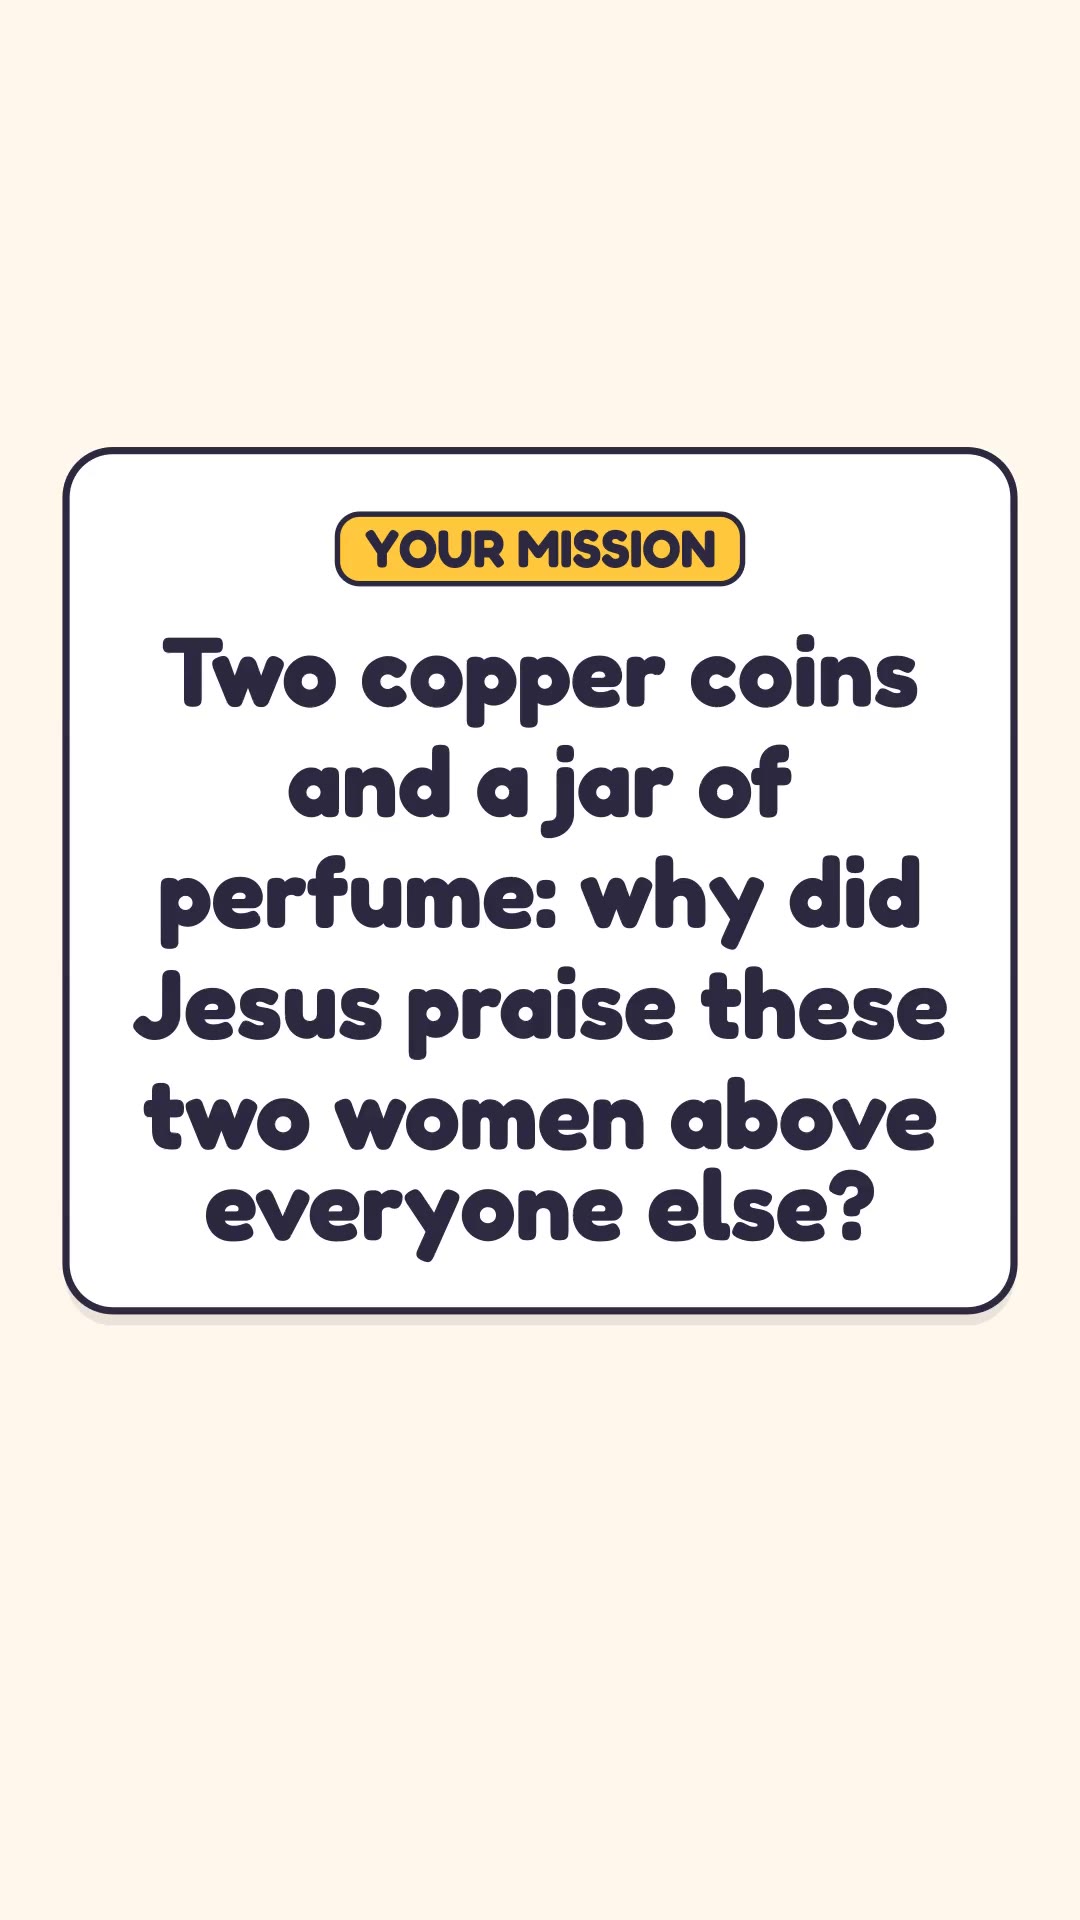 YOUR MISSION
Two copper coins
and a jar of
perfume: why did
Jesus praise these
two women above
everyone else?